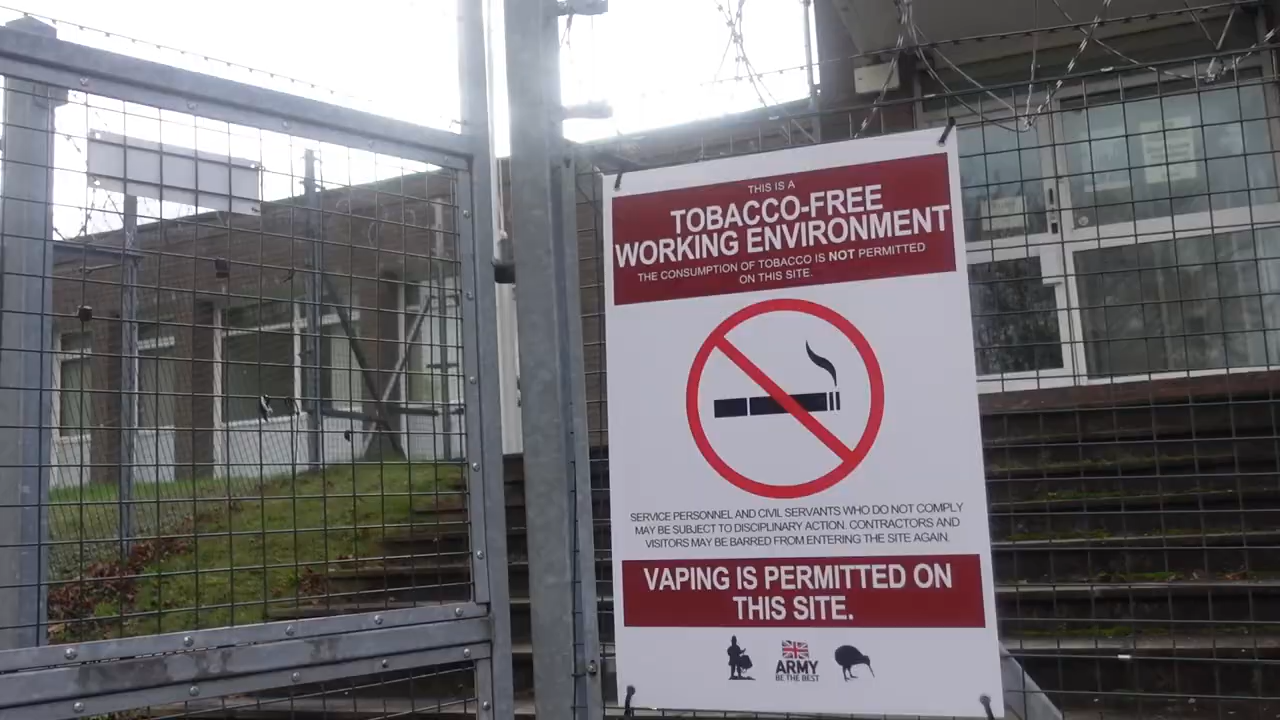 THIS IS A
TOBACCO-FREE
WORKING ENVIRONMENT
THE CONSUMPTION OF TOBACCO IS NOT PERMITTED
ON THIS SITE.
SERVICE PERSONNEL AND CIVIL SERVANTS WHO DO NOT COMPLY
MAY BE SUBJECT TO DISCIPLINARY ACTION. CONTRACTORS AND
VISITORS MAY BE BARRED FROM ENTERING THE SITE AGAIN.
VAPING IS PERMITTED ON
THIS SITE.
ARMY
BE THE BEST